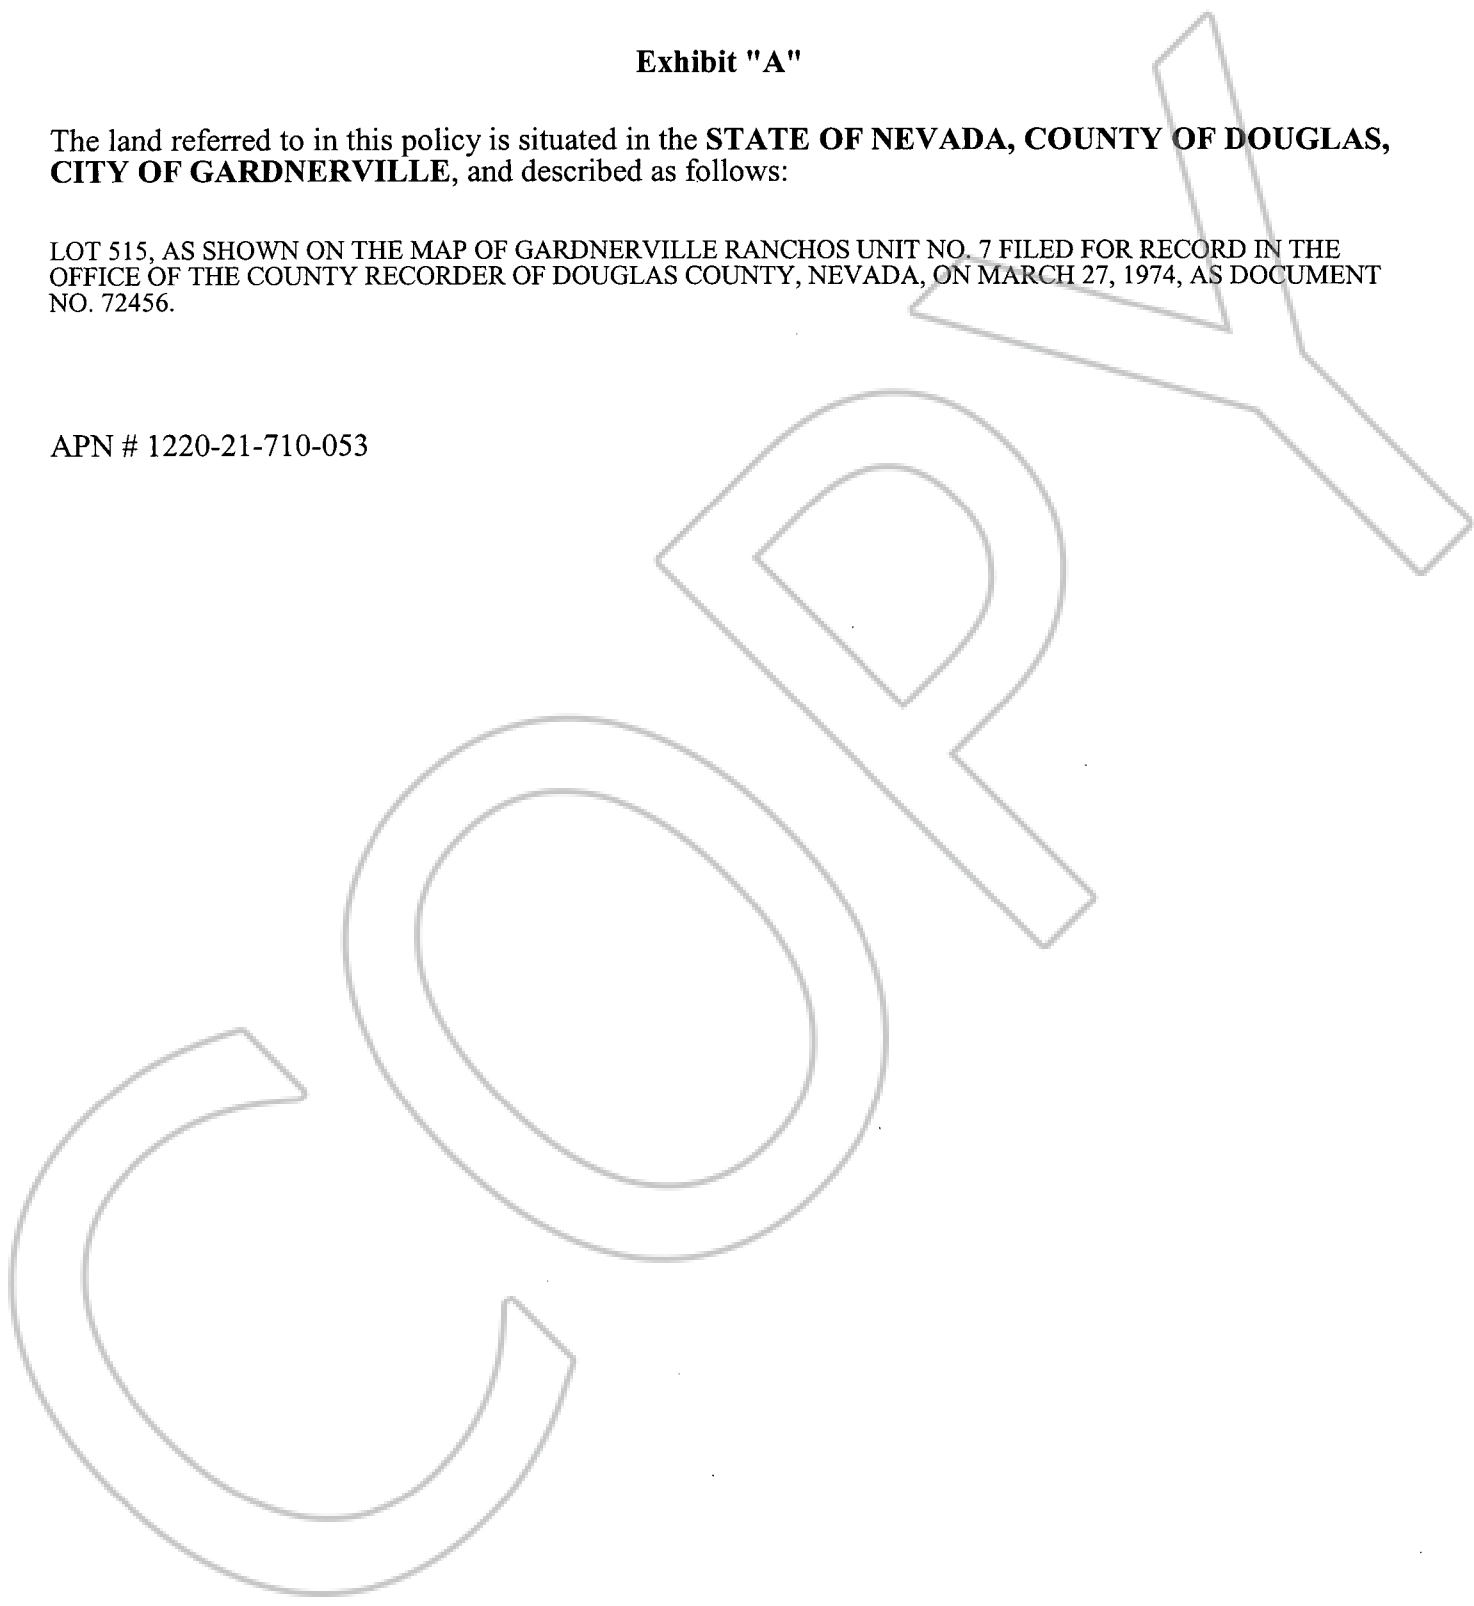 Exhibit "A"
The land referred to in this policy is situated in the STATE OF NEVADA, COUNTY OF DOUGLAS,
CITY OF GARDNERVILLE, and described as follows:
LOT 515, AS SHOWN ON THE MAP OF GARDNERVILLE RANCHOS UNIT NO. 7 FILED FOR RECORD IN THE
OFFICE OF THE COUNTY RECORDER OF DOUGLAS COUNTY, NEVADA, ON MARCH 27, 1974, AS DOCUMENT
NO. 72456.
APN # 1220-21-710-053
COPY